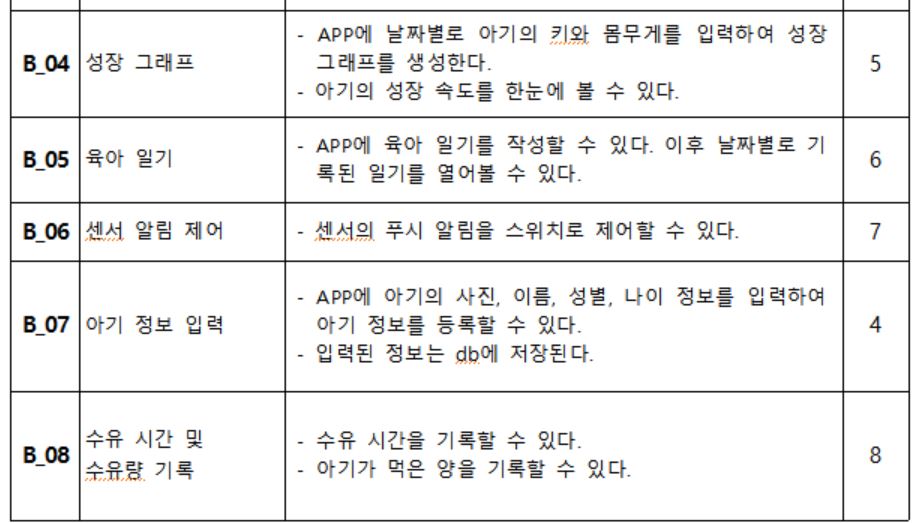 B_04
성장 그래프
- APP에 날짜별로 아기의 키와 몸무게를 입력하여 성장
그래프를 생성한다.
- 아기의 성장 속도를 한눈에 볼 수 있다.
5
B_05
육아 일기
- APP에 육아 일기를 작성할 수 있다. 이후 날짜별로 기
록된 일기를 열어볼 수 있다.
6
B_06
센서 알림 제어
- 센서의 푸시 알림을 스위치로 제어할 수 있다.
7
B_07
아기 정보 입력
- APP에 아기의 사진, 이름, 성별, 나이 정보를 입력하여
아기 정보를 등록할 수 있다.
- 입력된 정보는 db에 저장된다.
4
B_08
수유 시간 및
수유량 기록
- 수유 시간을 기록할 수 있다.
- 아기가 먹은 양을 기록할 수 있다.
8